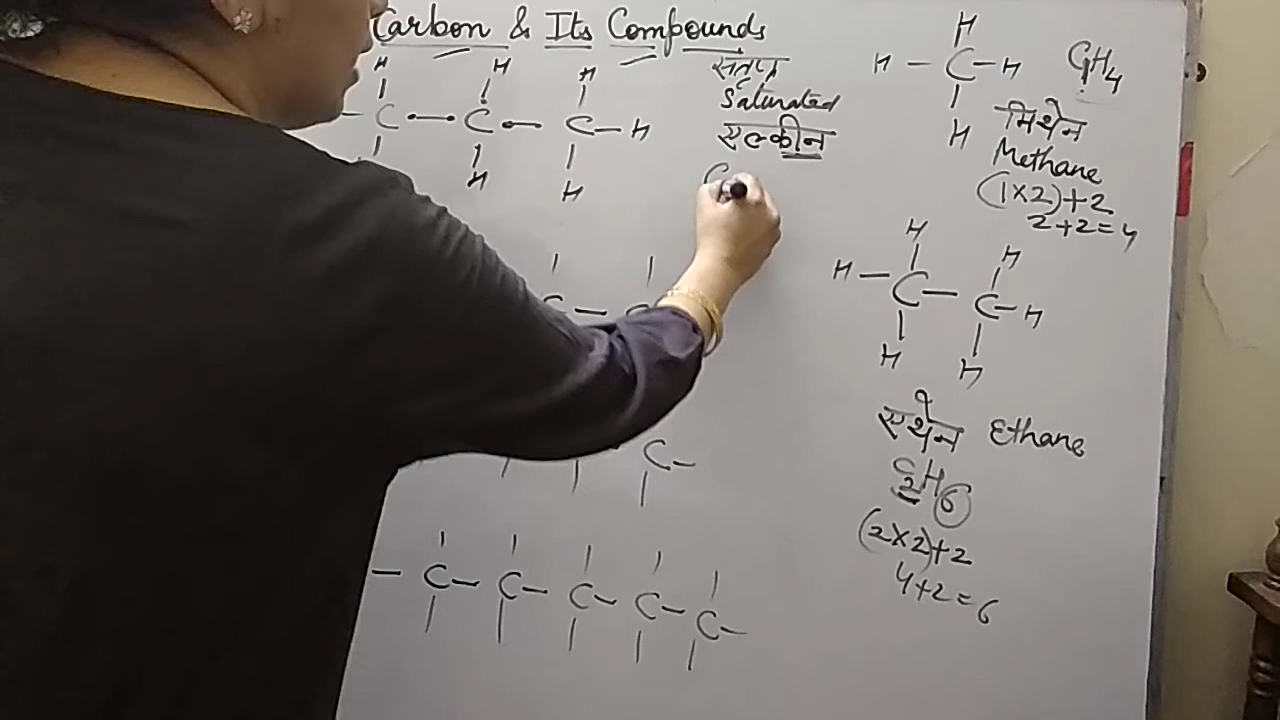 Carbon & Its Compounds
H H H
C — C — C — H
H H
संतृप्त
Saturated
एल्कीन
C
H
H — C — H
H
CH4
मिथेन
Methane
(1×2)+2
2+2=4
H H
H — C — C — H
H H
एथेन Ethane
C2H6
(2×2)+2
4+2=6
C — C
C —
— C — C — C — C — C —